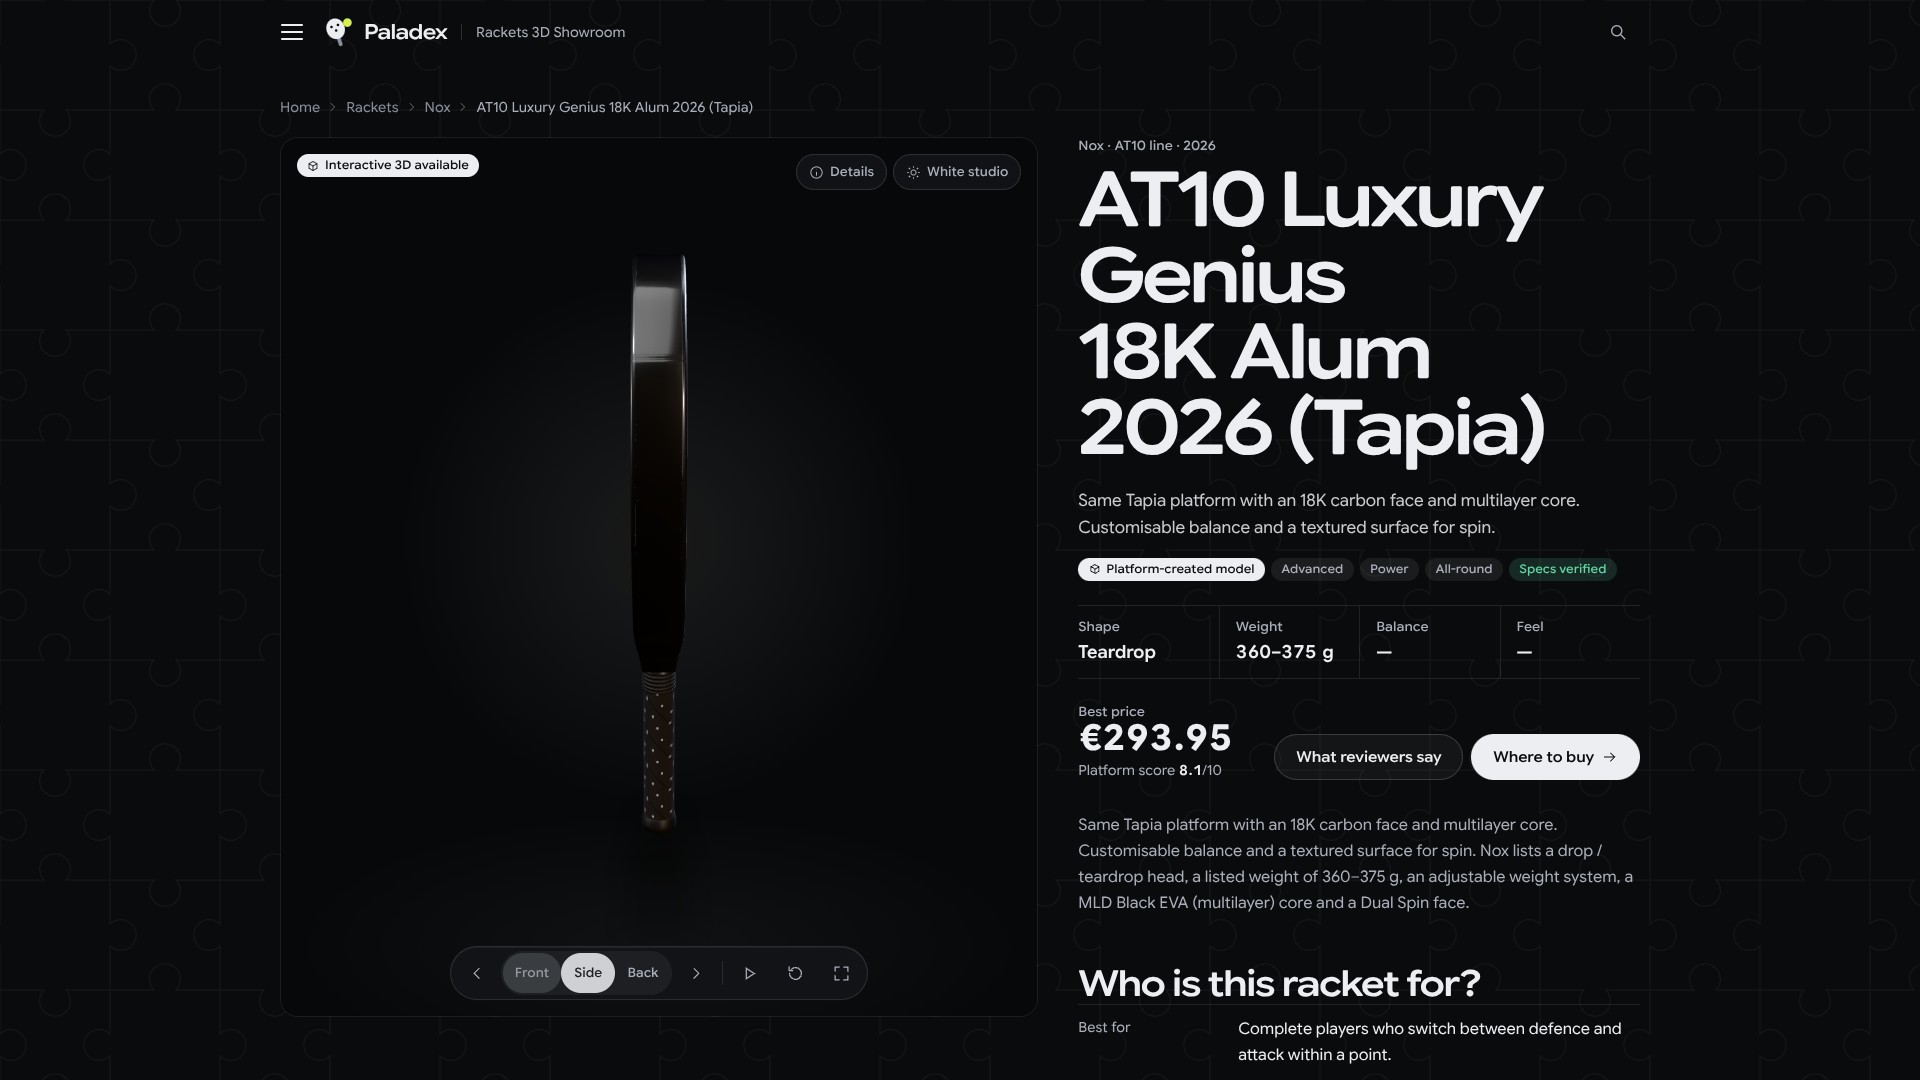 Paladex
Rackets 3D Showroom
Home
Rackets
Nox
AT10 Luxury Genius 18K Alum 2026 (Tapia)
Interactive 3D available
Details
White studio
Front
Side
Back
Nox · AT10 line · 2026
AT10 Luxury
Genius
18K Alum
2026 (Tapia)
Same Tapia platform with an 18K carbon face and multilayer core.
Customisable balance and a textured surface for spin.
Platform-created model
Advanced
Power
All-round
Specs verified
Shape
Teardrop
Weight
360–375 g
Balance
—
Feel
—
Best price
€293.95
Platform score 8.1/10
What reviewers say
Where to buy →
Same Tapia platform with an 18K carbon face and multilayer core.
Customisable balance and a textured surface for spin. Nox lists a drop /
teardrop head, a listed weight of 360–375 g, an adjustable weight system, a
MLD Black EVA (multilayer) core and a Dual Spin face.
Who is this racket for?
Best for
Complete players who switch between defence and
attack within a point.